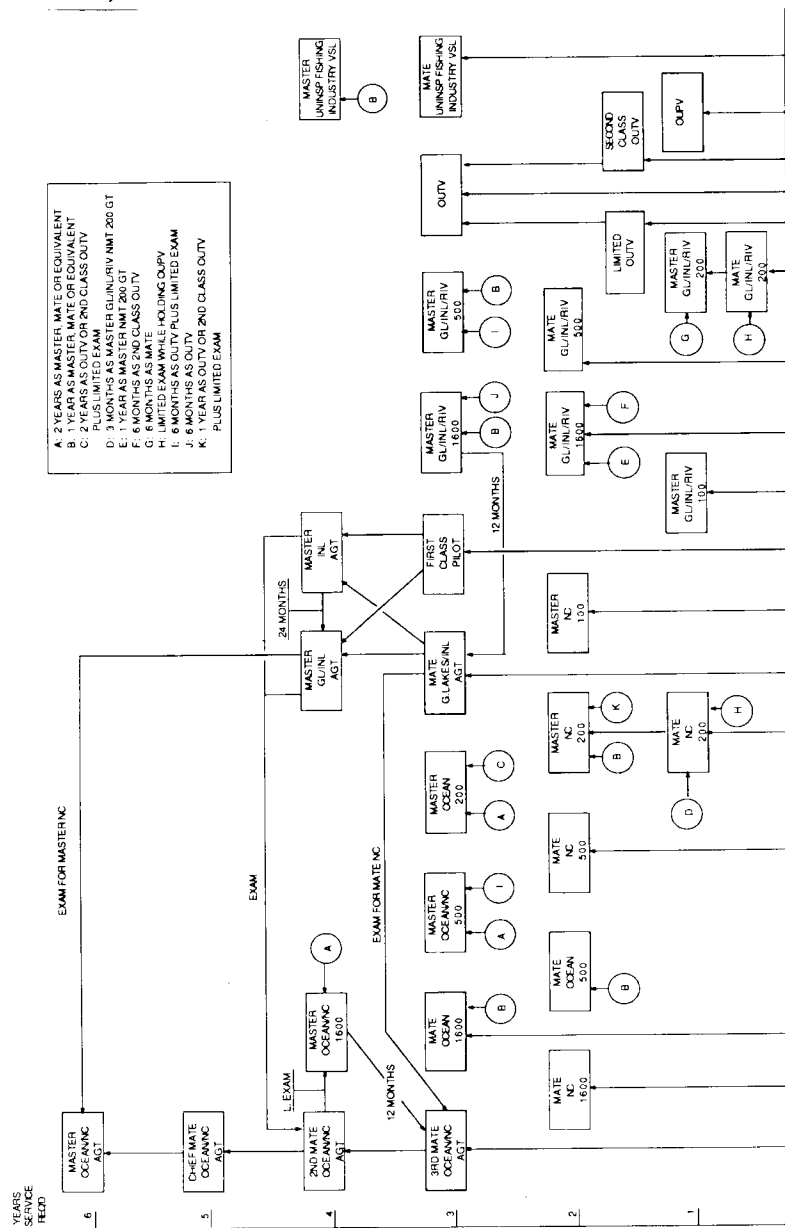 YEARS
SERVICE
REQ'D
6
5
4
3
2
1
A: 2 YEARS AS MASTER, MATE OR EQUIVALENT
B: 1 YEAR AS MASTER, MATE OR EQUIVALENT
C: 2 YEARS AS OUTV OR 2ND CLASS OUTV
PLUS LIMITED EXAM
D: 3 MONTHS AS MASTER GL/INL/RIV NMT 200 GT
E: 1 YEAR AS MASTER NMT 200 GT
F: 6 MONTHS AS 2ND CLASS OUTV
G: 6 MONTHS AS MATE
H: LIMITED EXAM WHILE HOLDING OUPV
I: 6 MONTHS AS OUTV PLUS LIMITED EXAM
J: 6 MONTHS AS OUTV
K: 1 YEAR AS OUTV OR 2ND CLASS OUTV
PLUS LIMITED EXAM
MASTER
OCEAN/NC
AGT
EXAM FOR MASTER NC
CHIEF MATE
OCEAN/NC
AGT
2ND MATE
OCEAN/NC
AGT
L. EXAM
MASTER
OCEAN/NC
1600
A
EXAM
MASTER
GL/INL
AGT
24 MONTHS
MASTER
INL
AGT
MASTER
UNINSP FISHING
INDUSTRY VSL
B
3RD MATE
OCEAN/NC
AGT
12 MONTHS
MATE
OCEAN
1600
B
MASTER
OCEAN/NC
500
A
I
EXAM FOR MATE NC
MASTER
OCEAN
200
A
C
MATE
G.LAKES/INL
AGT
FIRST
CLASS
PILOT
12 MONTHS
MASTER
GL/INL/RIV
1600
B
J
MASTER
GL/INL/RIV
500
I
B
OUTV
MATE
UNINSP FISHING
INDUSTRY VSL
MATE
NC
1600
MATE
OCEAN
500
B
MATE
NC
500
MASTER
NC
200
B
K
MASTER
NC
100
MATE
GL/INL/RIV
1600
E
F
MATE
GL/INL/RIV
500
LIMITED
OUTV
SECOND
CLASS
OUTV
MATE
NC
200
D
H
MASTER
GL/INL/RIV
100
MASTER
GL/INL/RIV
200
G
MATE
GL/INL/RIV
200
H
OUPV